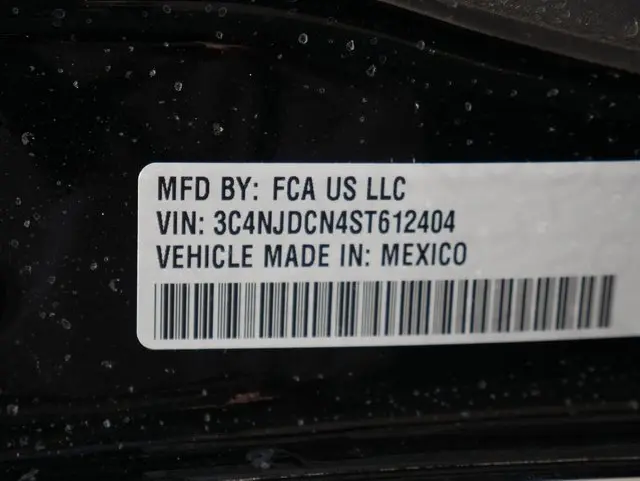 MFD BY: FCA US LLC
VIN: 3C4NJDCN4ST612404
VEHICLE MADE IN: MEXICO